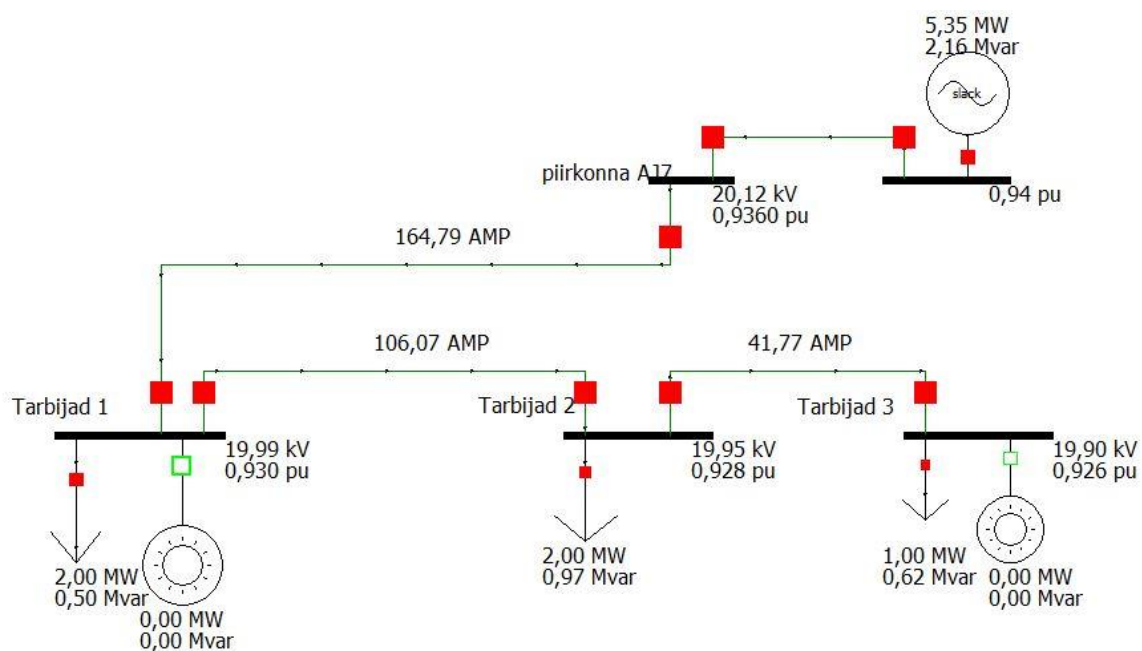 5,35 MW
2,16 Mvar
slack
piirkonna AJ7
20,12 kV
0,9360 pu
0,94 pu
164,79 AMP
106,07 AMP
41,77 AMP
Tarbijad 1
Tarbijad 2
Tarbijad 3
19,99 kV
0,930 pu
19,95 kV
0,928 pu
19,90 kV
0,926 pu
2,00 MW
0,50 Mvar
0,00 MW
0,00 Mvar
2,00 MW
0,97 Mvar
1,00 MW
0,62 Mvar
0,00 MW
0,00 Mvar